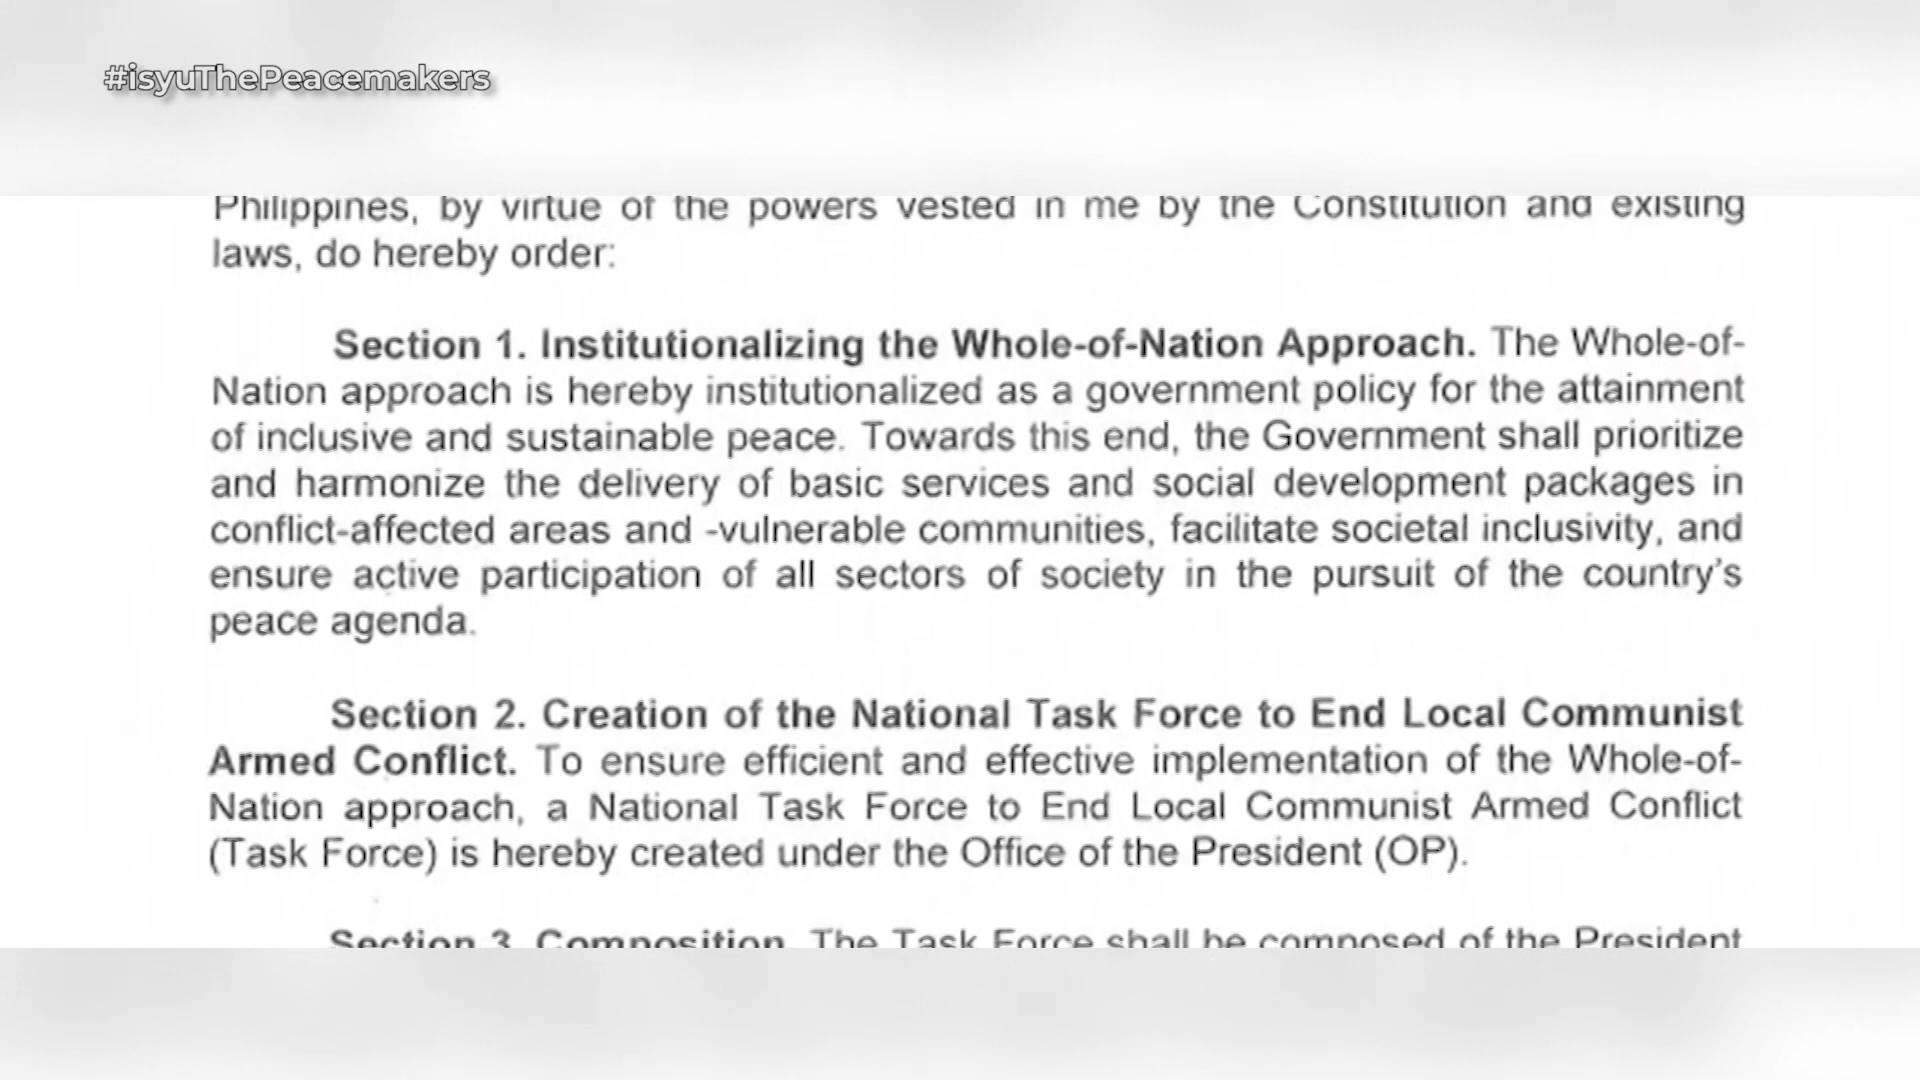 #isyuThePeacemakers
Philippines, by virtue of the powers vested in me by the Constitution and existing
laws, do hereby order:
Section 1. Institutionalizing the Whole-of-Nation Approach. The Whole-of-
Nation approach is hereby institutionalized as a government policy for the attainment
of inclusive and sustainable peace. Towards this end, the Government shall prioritize
and harmonize the delivery of basic services and social development packages in
conflict-affected areas and -vulnerable communities, facilitate societal inclusivity, and
ensure active participation of all sectors of society in the pursuit of the country's
peace agenda.
Section 2. Creation of the National Task Force to End Local Communist
Armed Conflict. To ensure efficient and effective implementation of the Whole-of-
Nation approach, a National Task Force to End Local Communist Armed Conflict
(Task Force) is hereby created under the Office of the President (OP).
Section 3. Composition. The Task Force shall be composed of the President